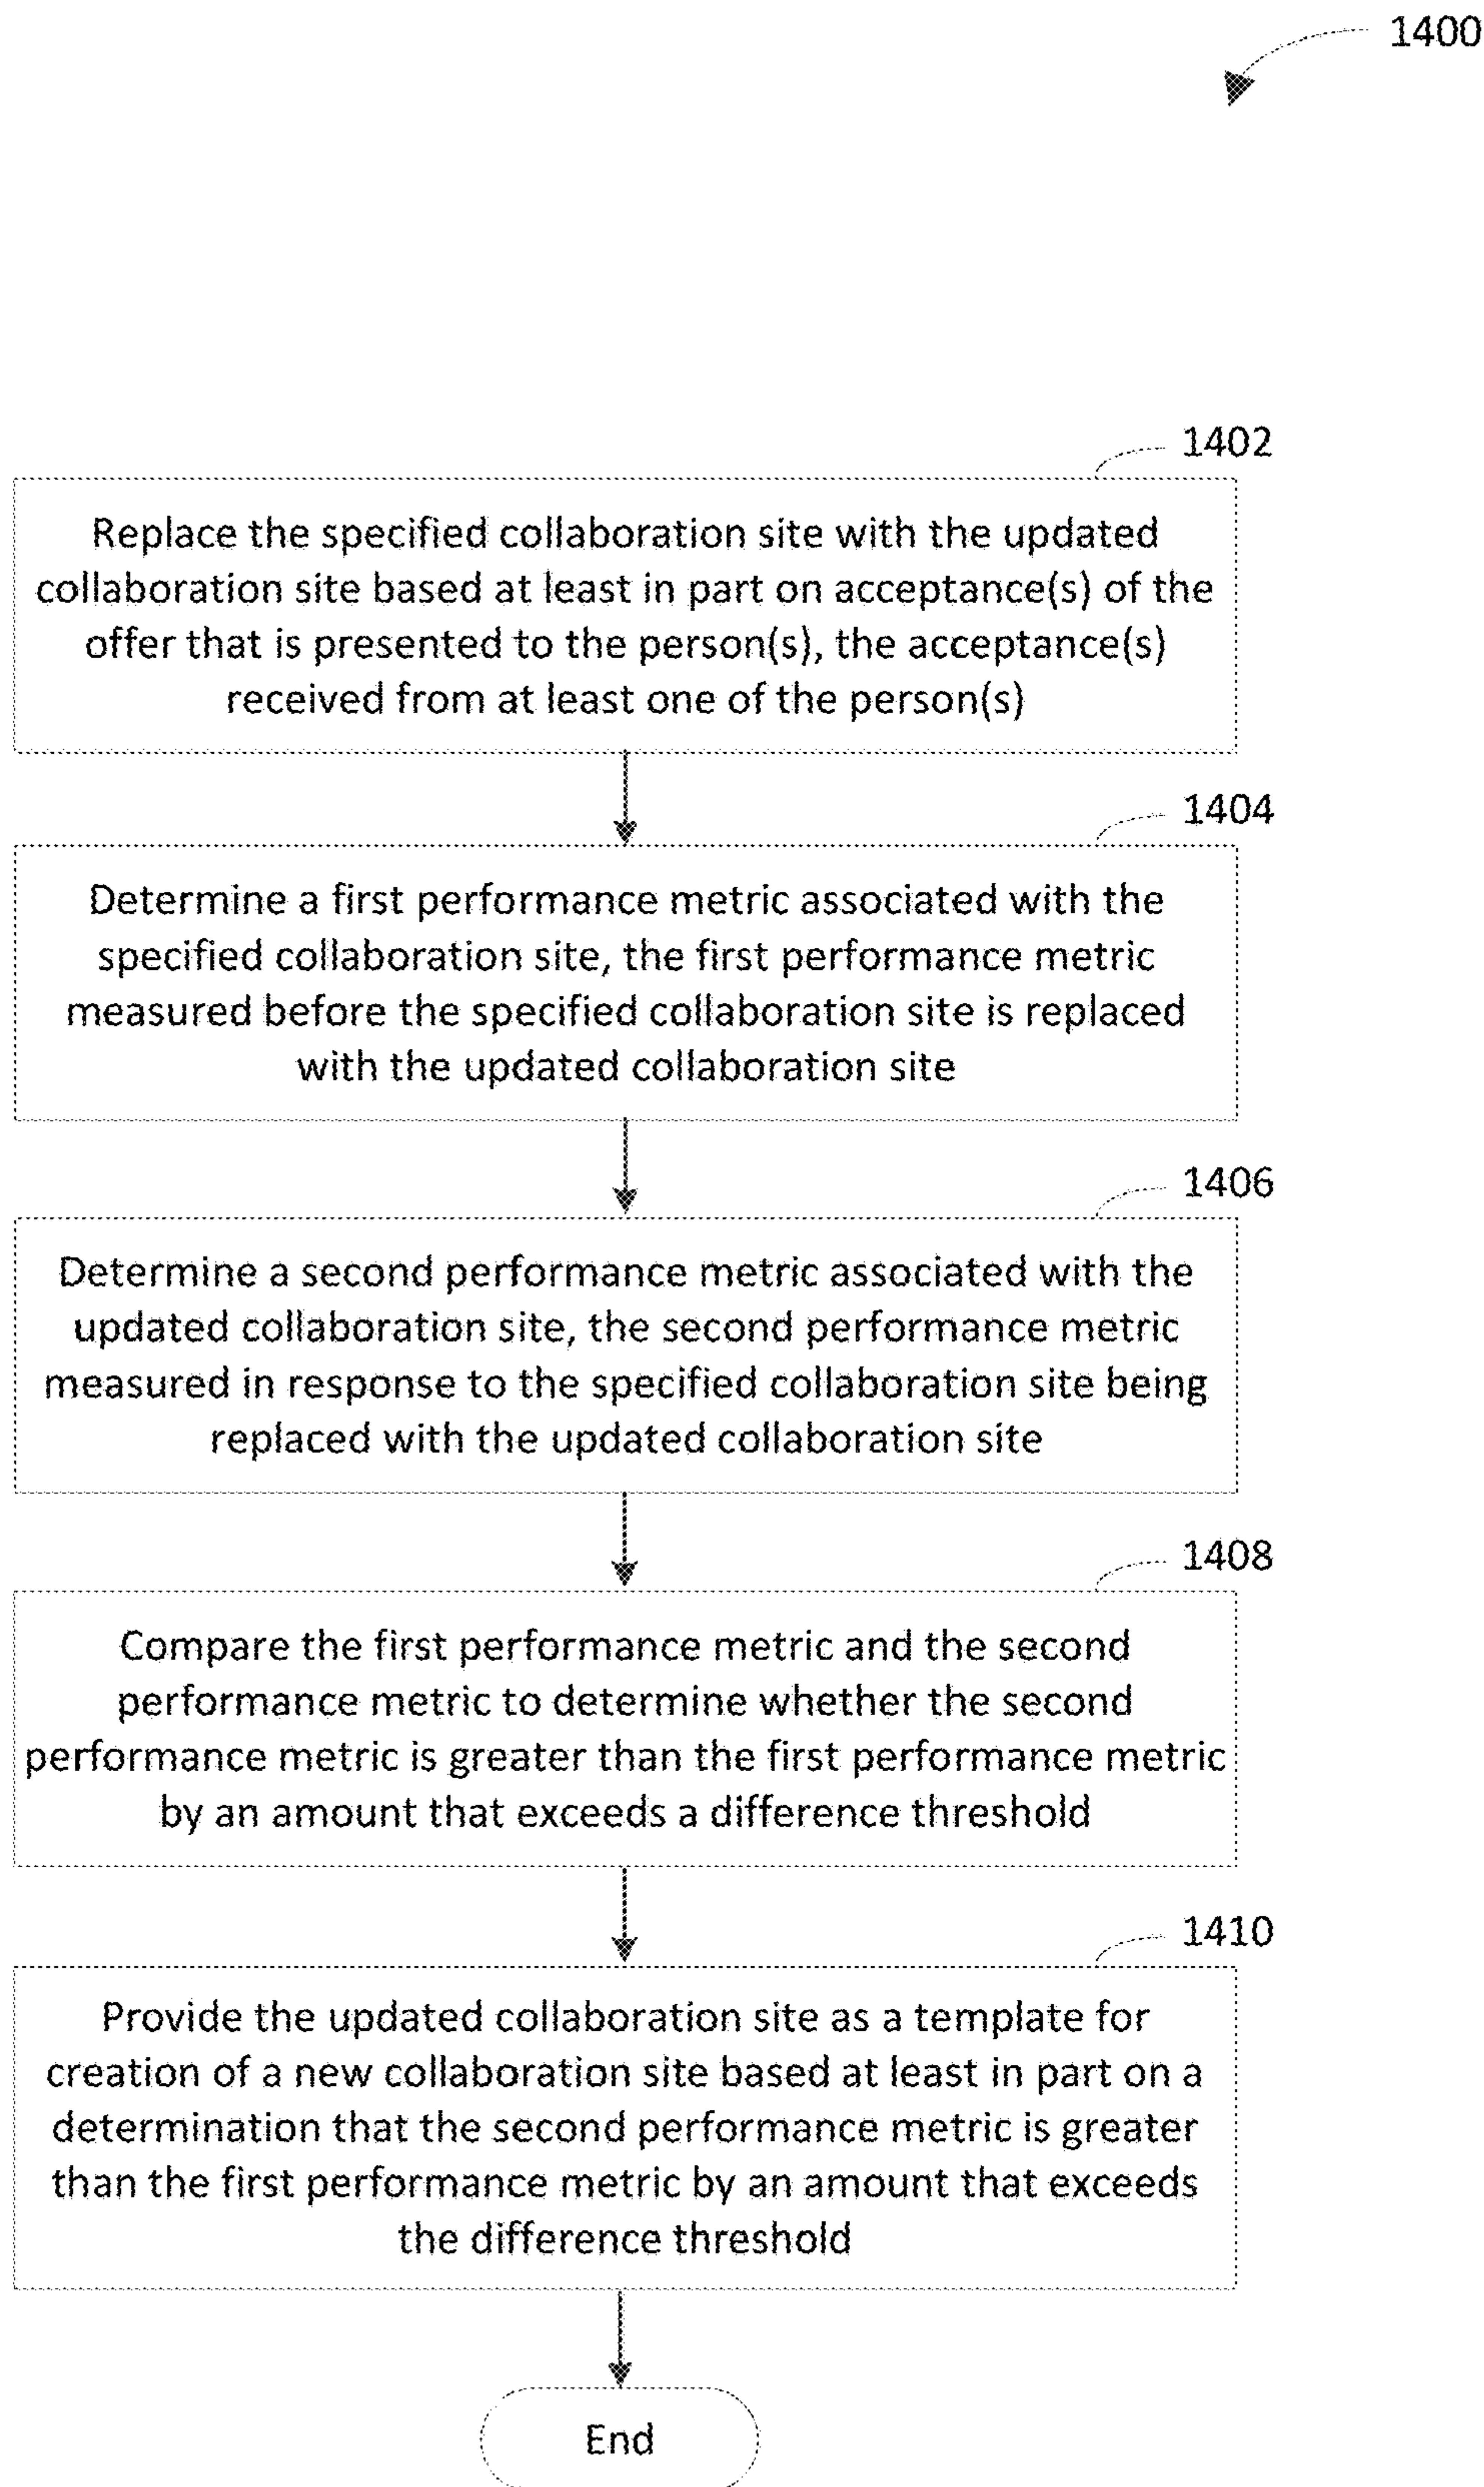 1400
1402
Replace the specified collaboration site with the updated
collaboration site based at least in part on acceptance(s) of the
offer that is presented to the person(s), the acceptance(s)
received from at least one of the person(s)
1404
Determine a first performance metric associated with the
specified collaboration site, the first performance metric
measured before the specified collaboration site is replaced
with the updated collaboration site
1406
Determine a second performance metric associated with the
updated collaboration site, the second performance metric
measured in response to the specified collaboration site being
replaced with the updated collaboration site
1408
Compare the first performance metric and the second
performance metric to determine whether the second
performance metric is greater than the first performance metric
by an amount that exceeds a difference threshold
1410
Provide the updated collaboration site as a template for
creation of a new collaboration site based at least in part on a
determination that the second performance metric is greater
than the first performance metric by an amount that exceeds
the difference threshold
End